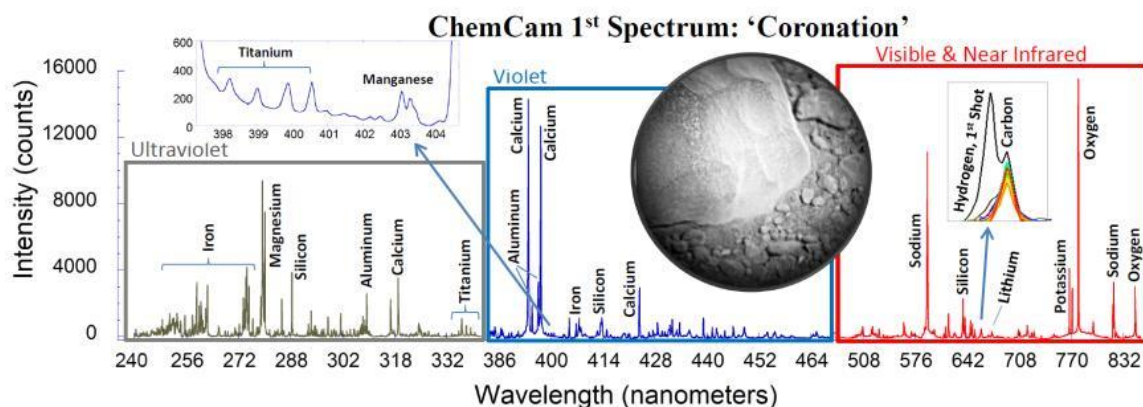 ChemCam 1st Spectrum: ‘Coronation’
Intensity (counts)
16000
12000
8000
4000
0
600
400
200
0
Titanium
Manganese
398 399 400 401 402 403 404
Ultraviolet
Iron
Magnesium
Silicon
Aluminum
Calcium
Titanium
Violet
Calcium
Calcium
Aluminum
Iron
Silicon
Calcium
Visible & Near Infrared
Sodium
Silicon
Hydrogen, 1st Shot
Carbon
Lithium
Potassium
Oxygen
Sodium
Oxygen
240 256 272 288 302 318 332
386 400 414 428 440 452 464
508 576 642 708 770 832
Wavelength (nanometers)